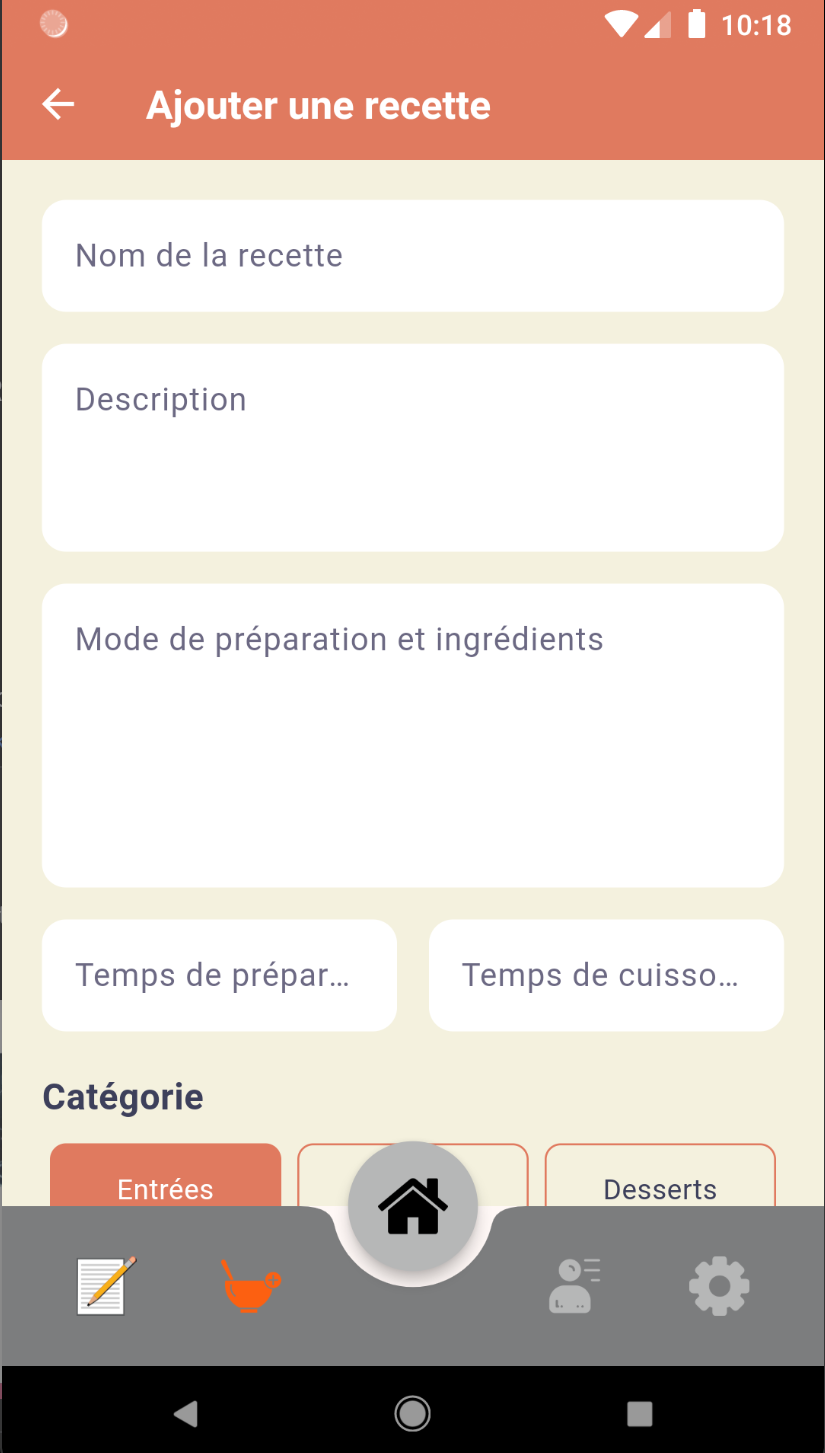 10:18
Ajouter une recette
Nom de la recette
Description
Mode de préparation et ingrédients
Temps de prépar...
Temps de cuisso...
Catégorie
Entrées
Desserts